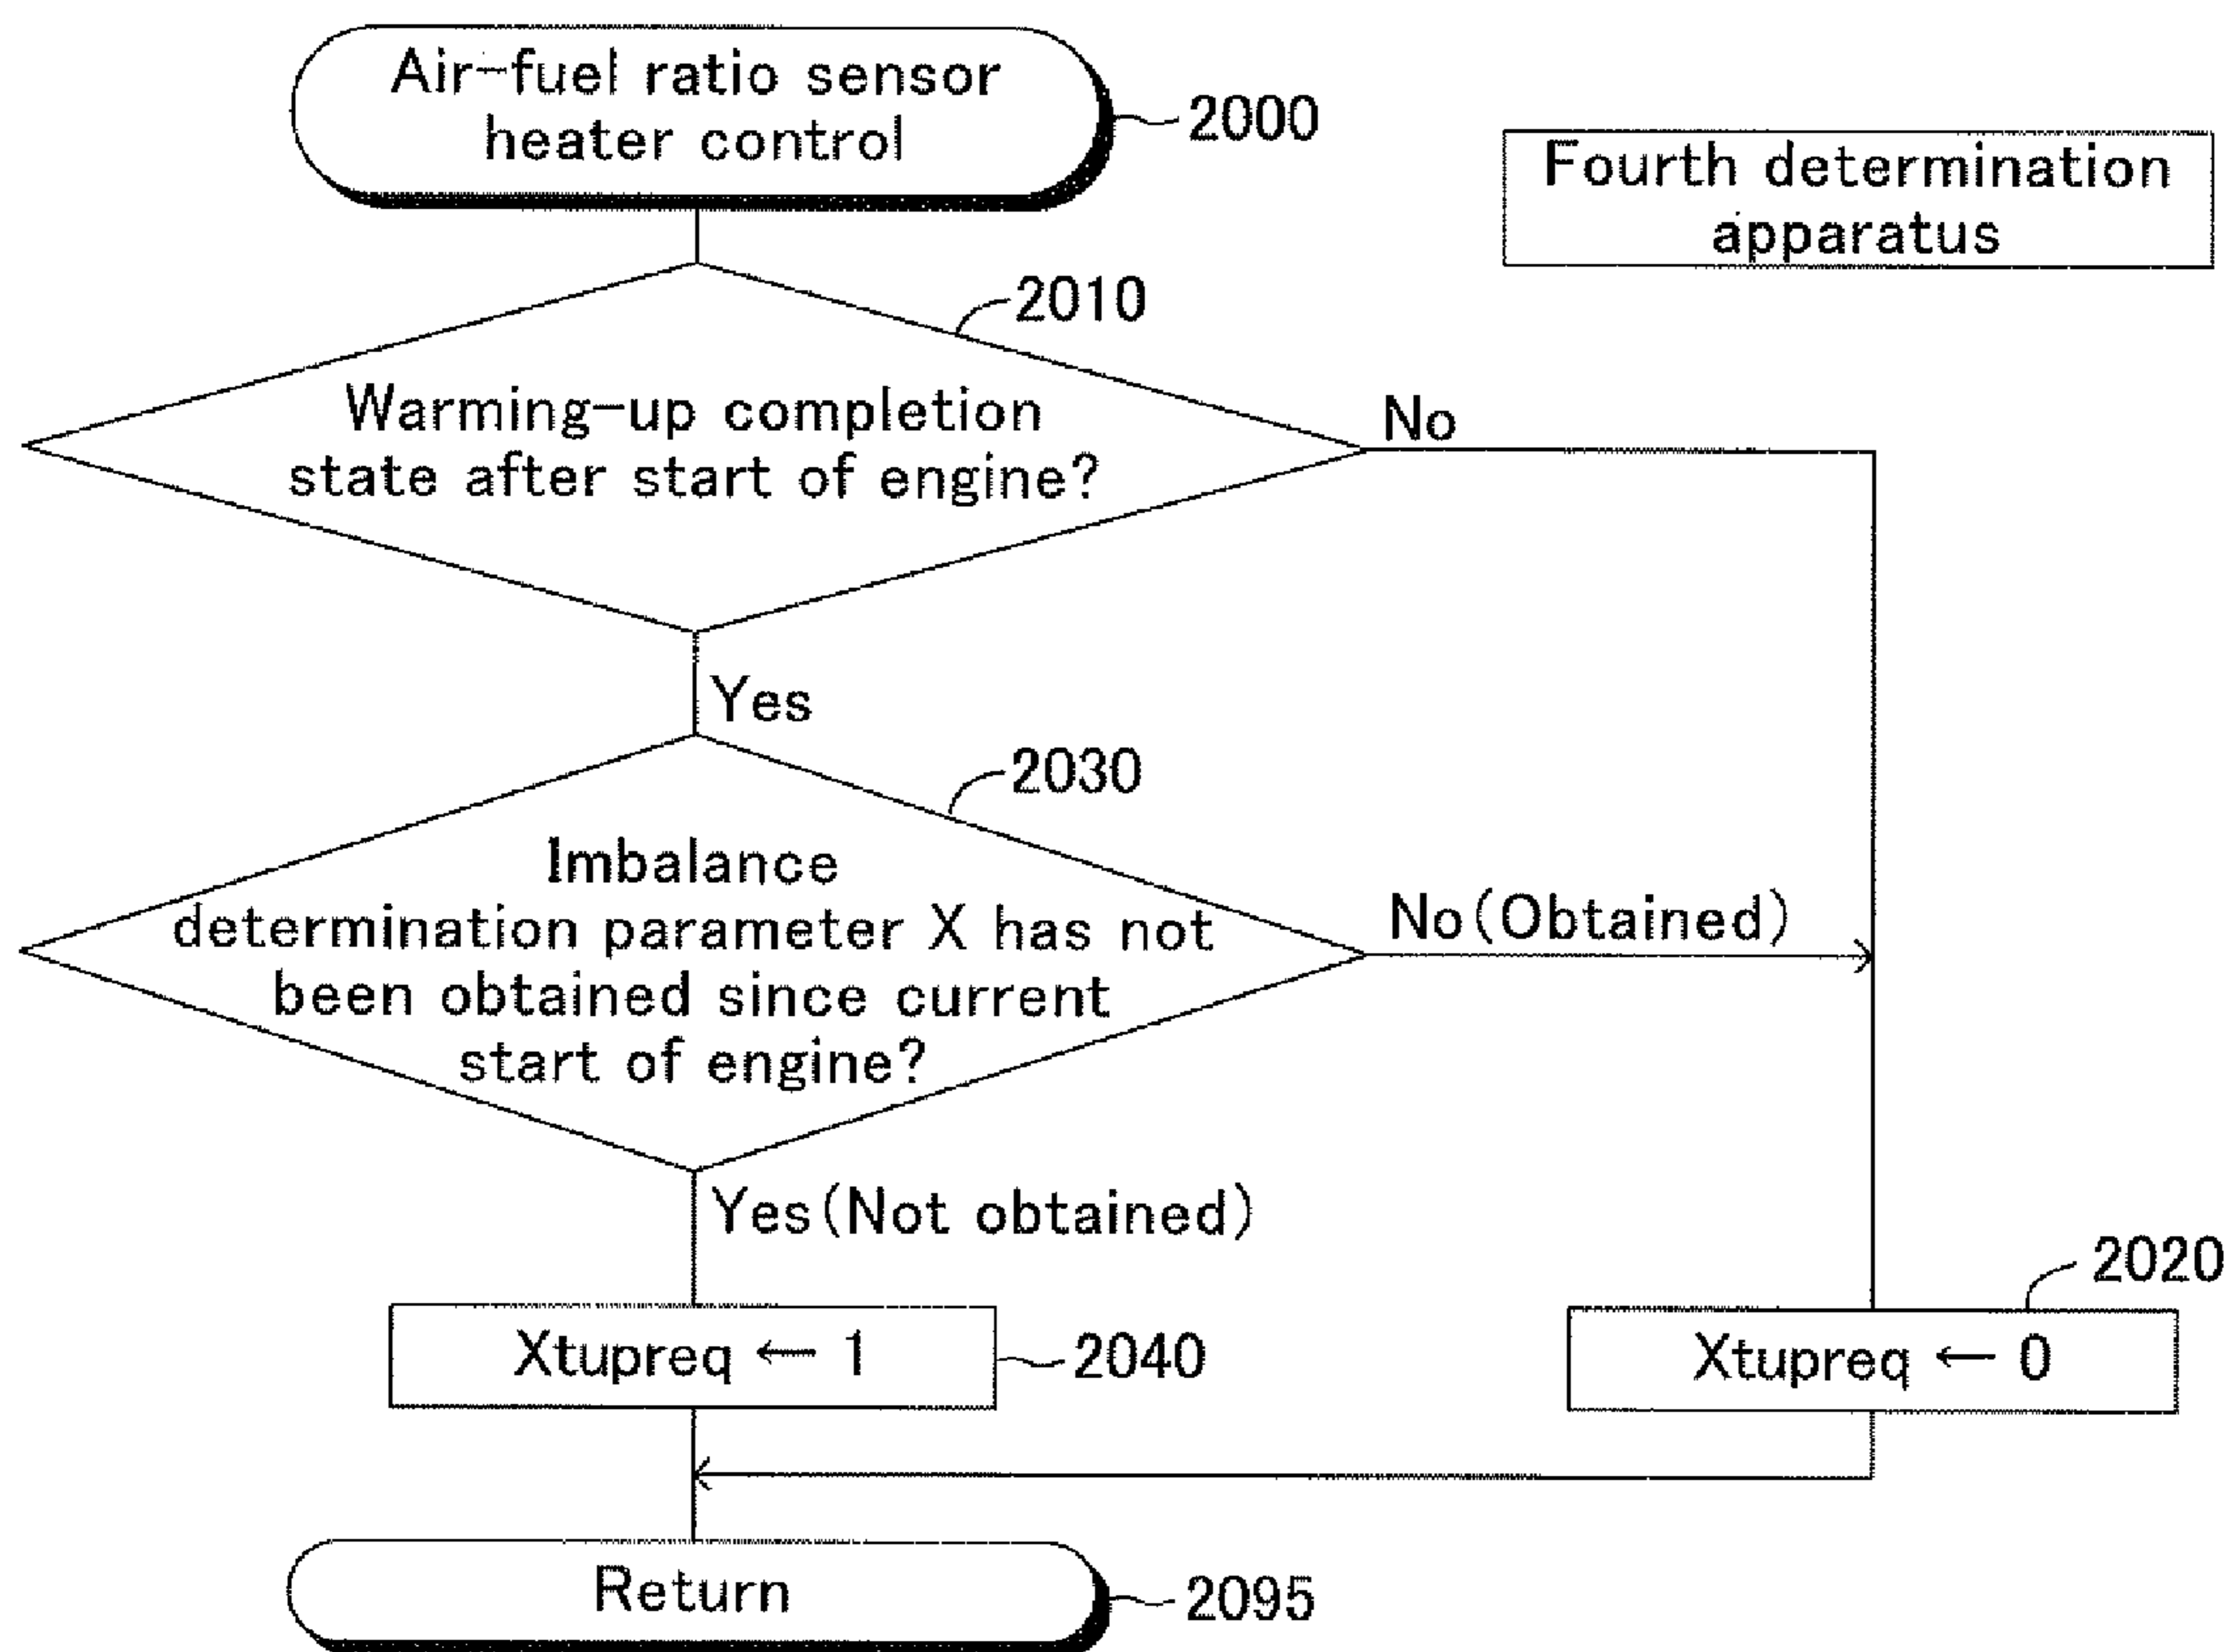 Air-fuel ratio sensor
heater control
2000
Fourth determination
apparatus
2010
Warming-up completion
state after start of engine?
No
Yes
2030
Imbalance
determination parameter X has not
been obtained since current
start of engine?
No(Obtained)
Yes(Not obtained)
2020
Xtupreq ← 1
2040
Xtupreq ← 0
Return
2095